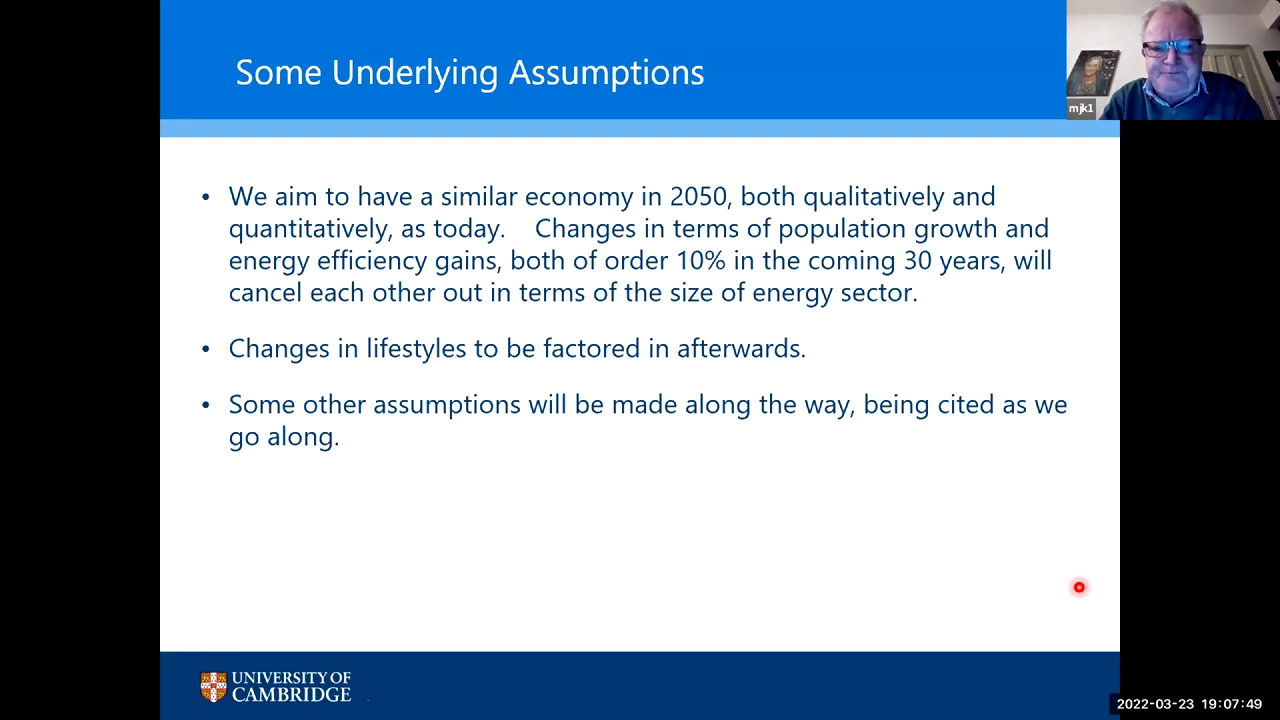 Some Underlying Assumptions
mjk1
• We aim to have a similar economy in 2050, both qualitatively and
quantitatively, as today. Changes in terms of population growth and
energy efficiency gains, both of order 10% in the coming 30 years, will
cancel each other out in terms of the size of energy sector.
• Changes in lifestyles to be factored in afterwards.
• Some other assumptions will be made along the way, being cited as we
go along.
UNIVERSITY OF
CAMBRIDGE
2022-03-23 19:07:49